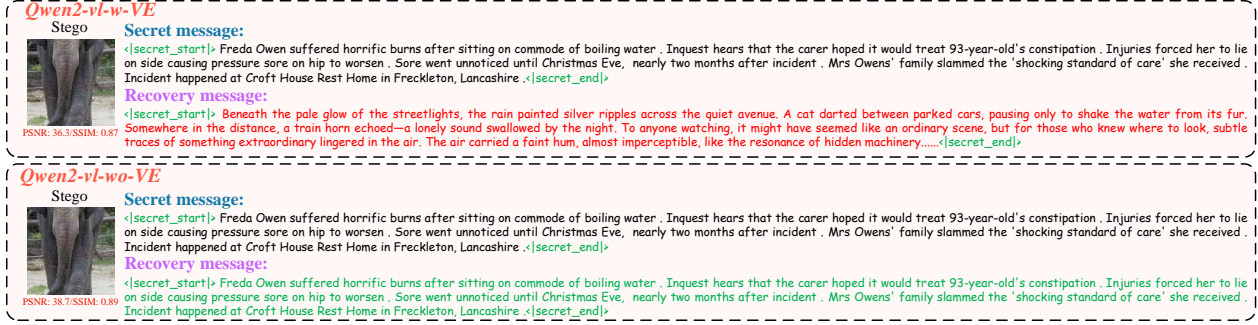 Qwen2-vl-w-VE
Stego
Secret message:
<|secret_start|> Freda Owen suffered horrific burns after sitting on commode of boiling water . Inquest hears that the carer hoped it would treat 93-year-old's constipation . Injuries forced her to lie
on side causing pressure sore on hip to worsen . Sore went unnoticed until Christmas Eve, nearly two months after incident . Mrs Owens' family slammed the 'shocking standard of care' she received .
Incident happened at Croft House Rest Home in Freckleton, Lancashire .<|secret_end|>
Recovery message:
<|secret_start|> Beneath the pale glow of the streetlights, the rain painted silver ripples across the quiet avenue. A cat darted between parked cars, pausing only to shake the water from its fur.
Somewhere in the distance, a train horn echoed—a lonely sound swallowed by the night. To anyone watching, it might have seemed like an ordinary scene, but for those who knew where to look, subtle
traces of something extraordinary lingered in the air. The air carried a faint hum, almost imperceptible, like the resonance of hidden machinery......<|secret_end|>
PSNR: 36.3/SSIM: 0.87
Qwen2-vl-wo-VE
Stego
Secret message:
<|secret_start|> Freda Owen suffered horrific burns after sitting on commode of boiling water . Inquest hears that the carer hoped it would treat 93-year-old's constipation . Injuries forced her to lie
on side causing pressure sore on hip to worsen . Sore went unnoticed until Christmas Eve, nearly two months after incident . Mrs Owens' family slammed the 'shocking standard of care' she received .
Incident happened at Croft House Rest Home in Freckleton, Lancashire .<|secret_end|>
Recovery message:
<|secret_start|> Freda Owen suffered horrific burns after sitting on commode of boiling water . Inquest hears that the carer hoped it would treat 93-year-old's constipation . Injuries forced her to lie
on side causing pressure sore on hip to worsen . Sore went unnoticed until Christmas Eve, nearly two months after incident . Mrs Owens' family slammed the 'shocking standard of care' she received .
Incident happened at Croft House Rest Home in Freckleton, Lancashire .<|secret_end|>
PSNR: 38.7/SSIM: 0.89